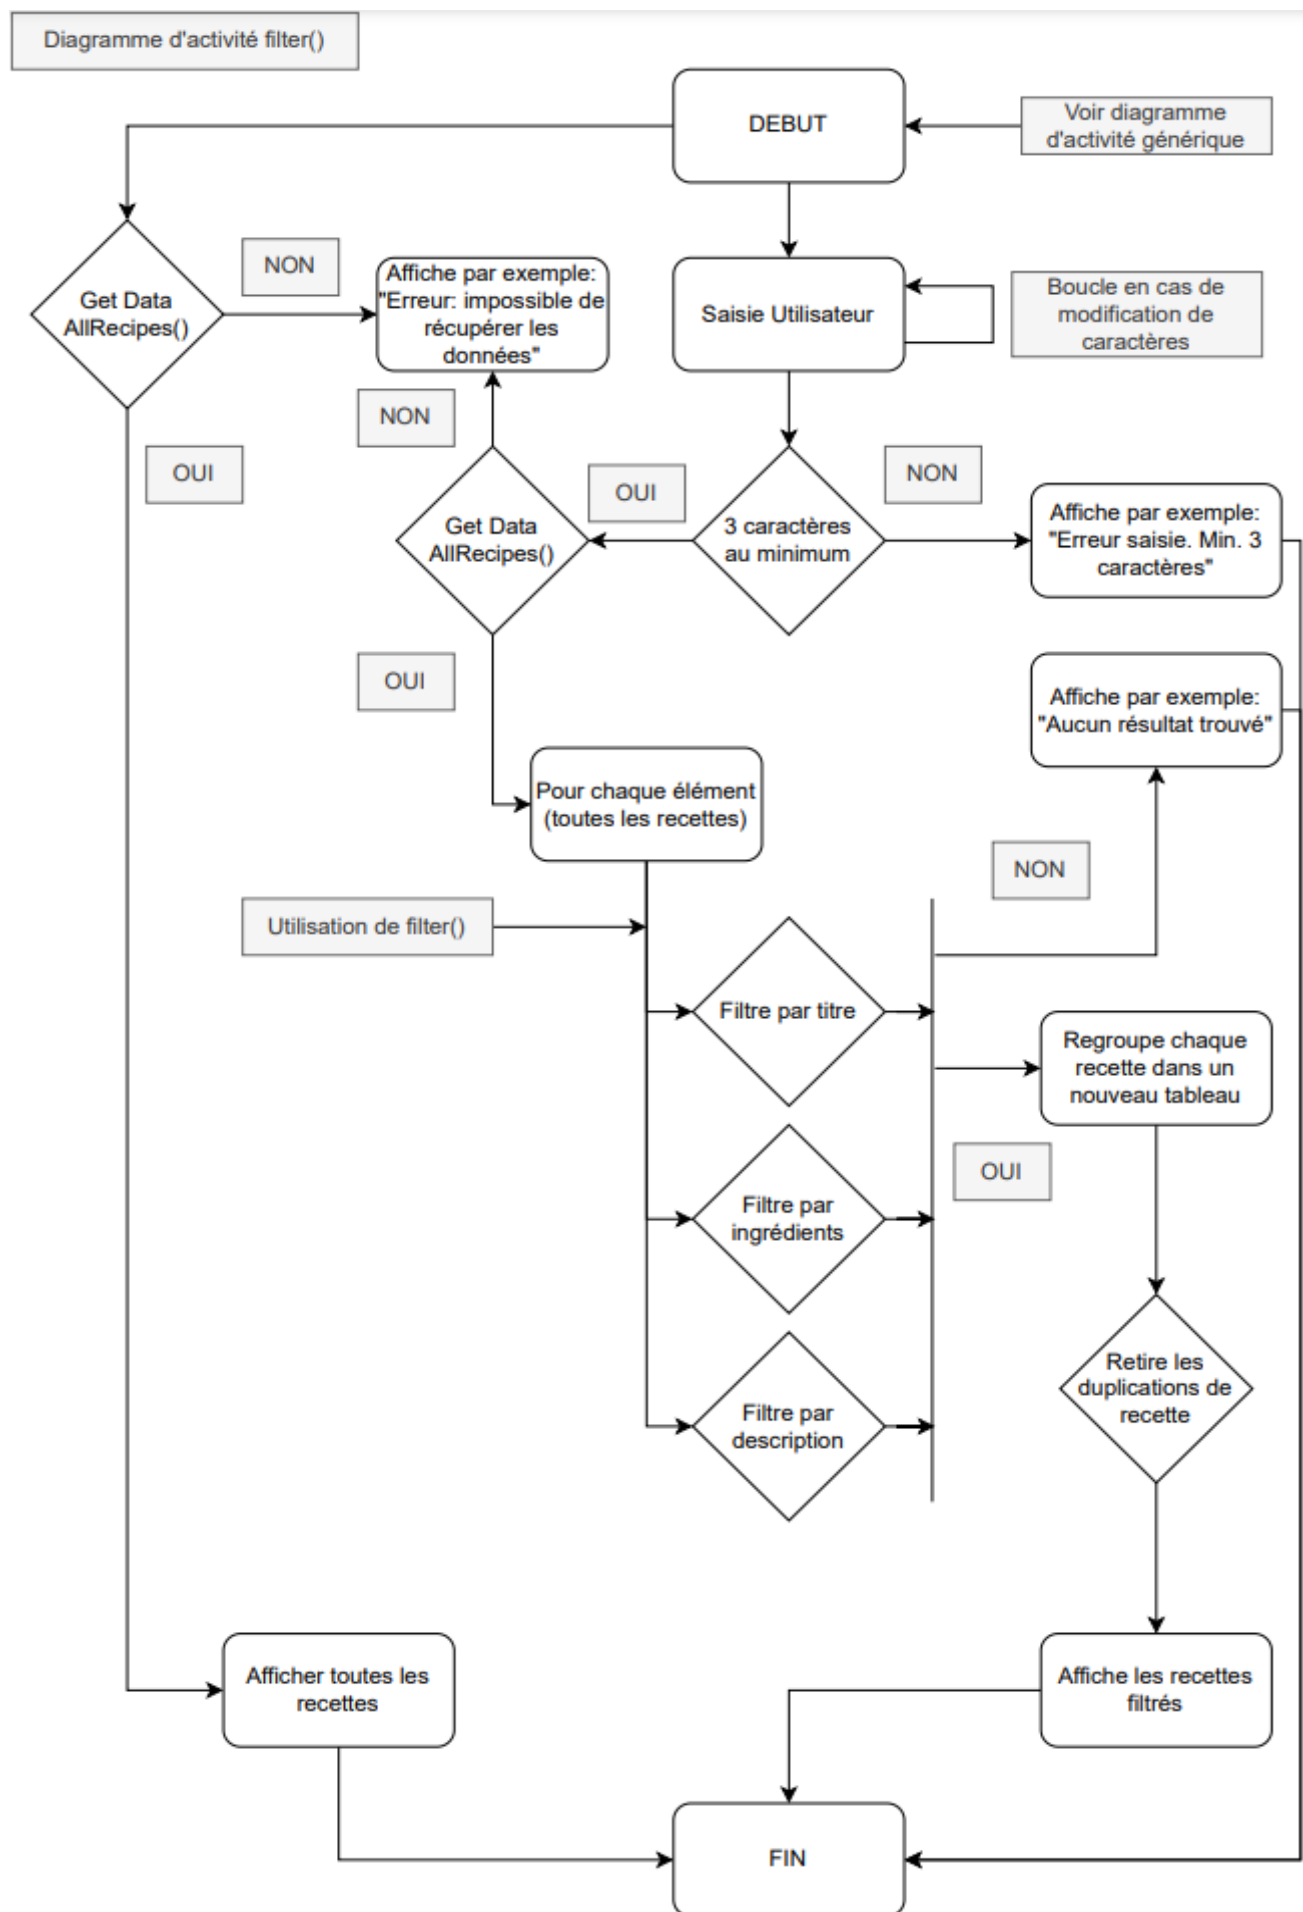 Diagramme d'activité filter()
DEBUT
Voir diagramme
d'activité générique
NON
Affiche par exemple:
"Erreur: impossible de
récupérer les
données"
Get Data
AllRecipes()
Saisie Utilisateur
Boucle en cas de
modification de
caractères
NON
OUI
OUI
NON
Get Data
AllRecipes()
3 caractères
au minimum
Affiche par exemple:
"Erreur saisie. Min. 3
caractères"
OUI
Affiche par exemple:
"Aucun résultat trouvé"
Pour chaque élément
(toutes les recettes)
NON
Utilisation de filter()
Filtre par titre
Regroupe chaque
recette dans un
nouveau tableau
OUI
Filtre par
ingrédients
Retire les
duplications de
recette
Filtre par
description
Afficher toutes les
recettes
Affiche les recettes
filtrés
FIN